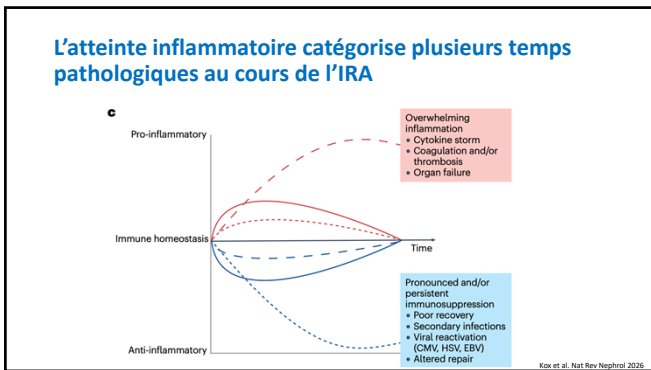 L’atteinte inflammatoire catégorise plusieurs temps
pathologiques au cours de l’IRA
c
Pro-inflammatory
Overwhelming
inflammation
• Cytokine storm
• Coagulation and/or
thrombosis
• Organ failure
Immune homeostasis
Time
Pronounced and/or
persistent
immunosuppression
• Poor recovery
• Secondary infections
• Viral reactivation
(CMV, HSV, EBV)
• Altered repair
Anti-inflammatory
Kox et al. Nat Rev Nephrol 2026